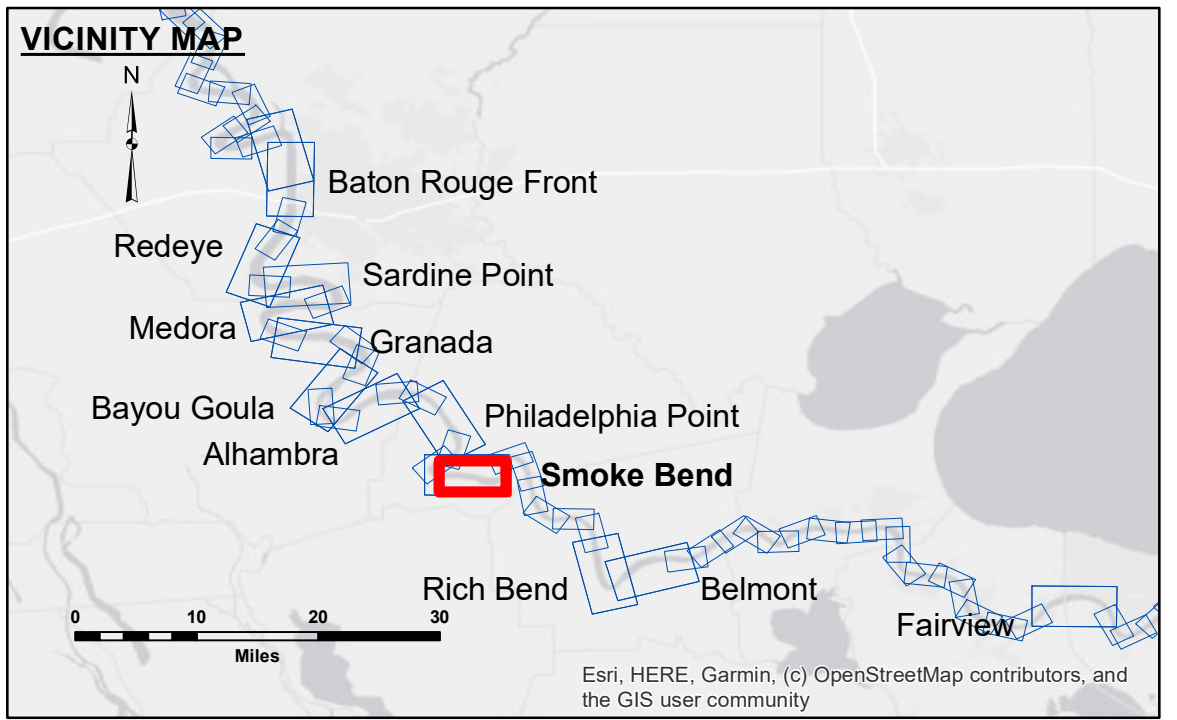 VICINITY MAP
N
Baton Rouge Front
Redeye
Sardine Point
Medora
Granada
Bayou Goula
Philadelphia Point
Alhambra
Smoke Bend
Rich Bend
Belmont
Fairview
0 10 20 30
Miles
Esri, HERE, Garmin, (c) OpenStreetMap contributors, and
the GIS user community